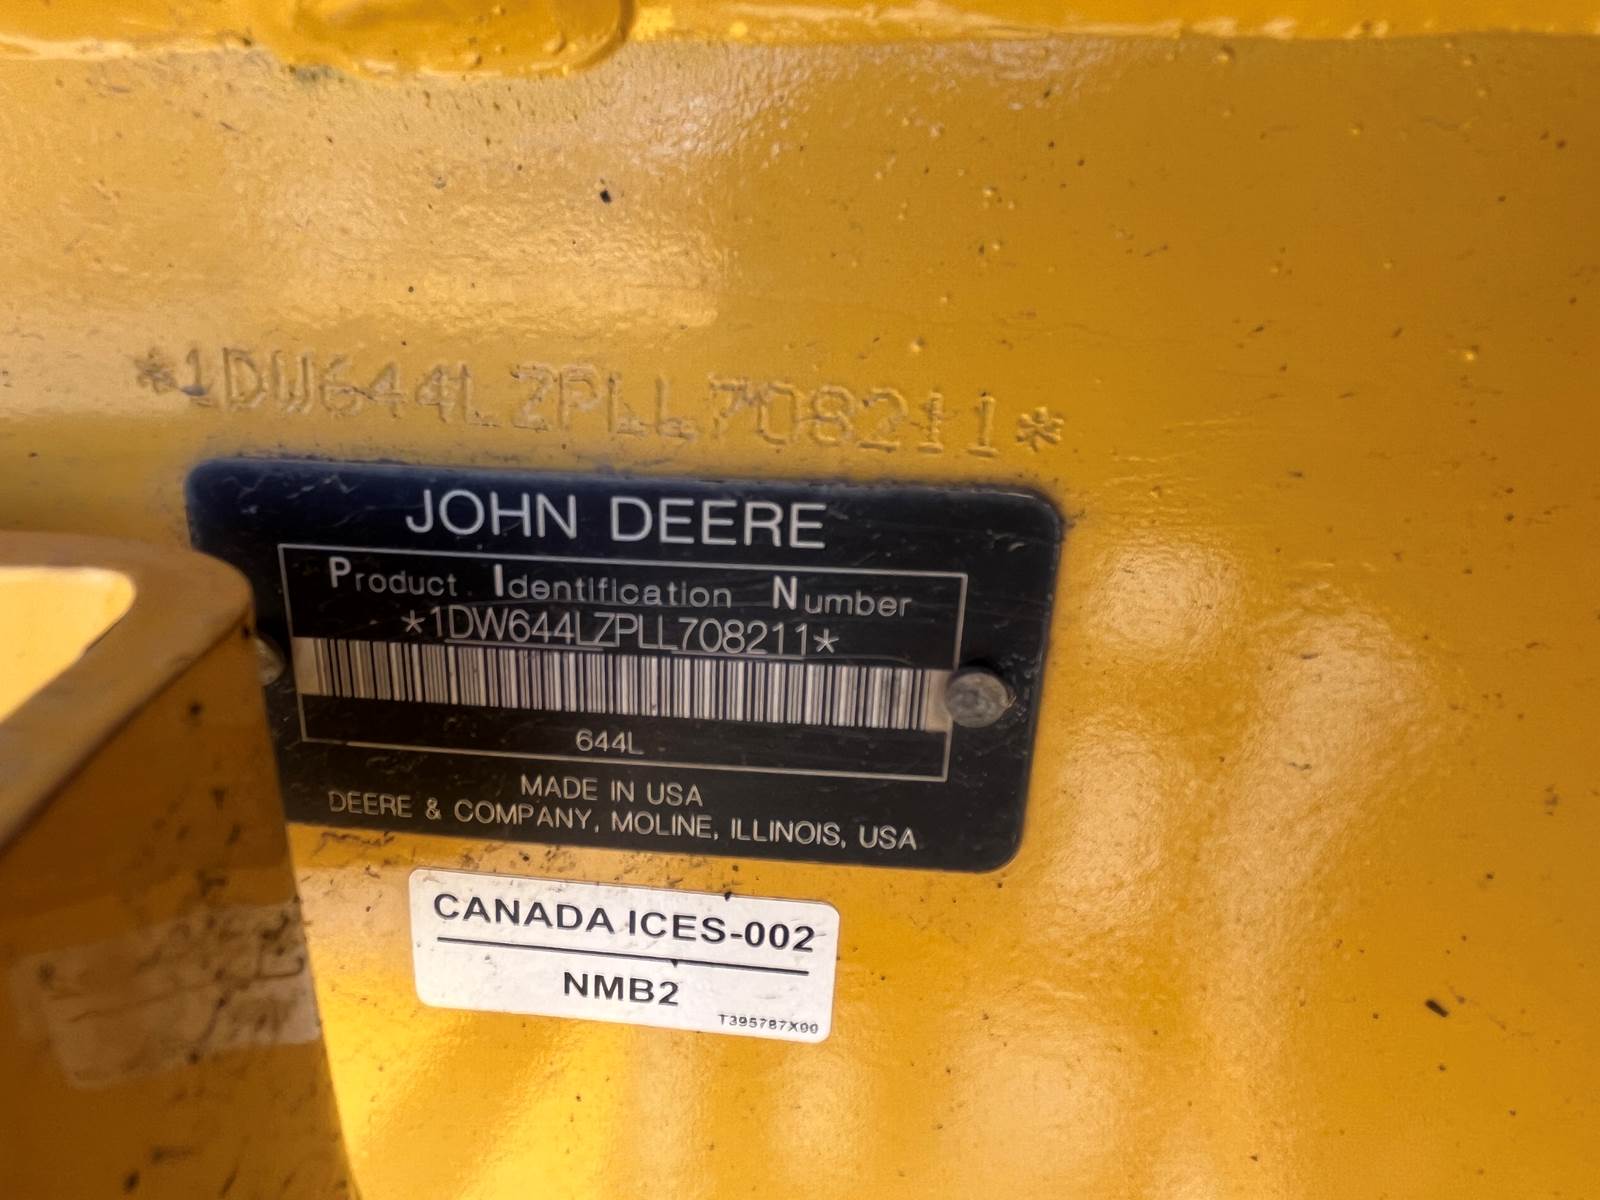 *1DW644LZPLL708211*
JOHN DEERE
Product Identification Number
*1DW644LZPLL708211*
644L
MADE IN USA
DEERE & COMPANY, MOLINE, ILLINOIS, USA
CANADA ICES-002
NMB2
T395787X00